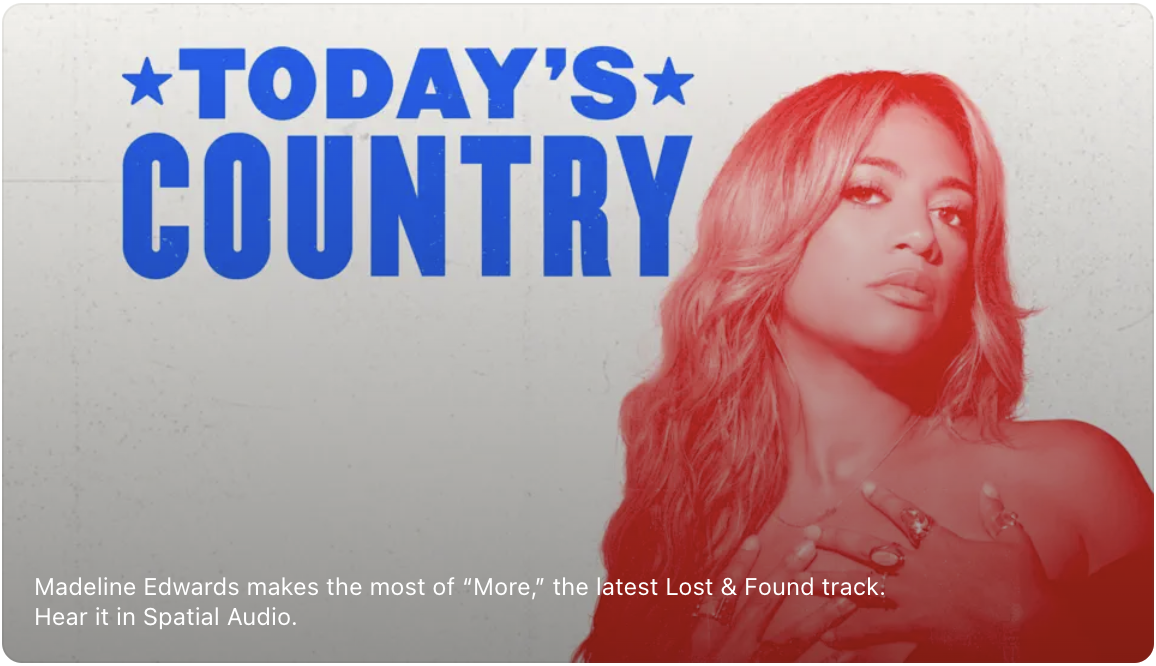 ★TODAY’S★
COUNTRY
Madeline Edwards makes the most of “More,” the latest Lost & Found track.
Hear it in Spatial Audio.